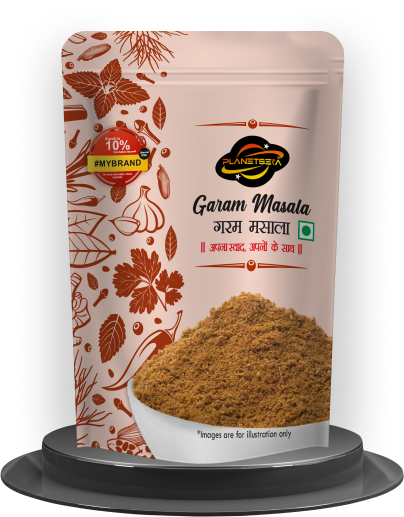 10%
#MYBRAND
PLANETSERA
Garam Masala
गरम मसाला
|| अपना स्वाद, अपनों के साथ ||
*Images are for illustration only